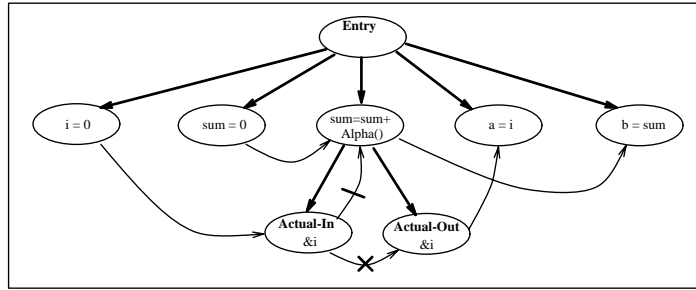 Entry
i = 0
sum = 0
sum=sum+
Alpha()
a = i
b = sum
Actual-In
&i
Actual-Out
&i